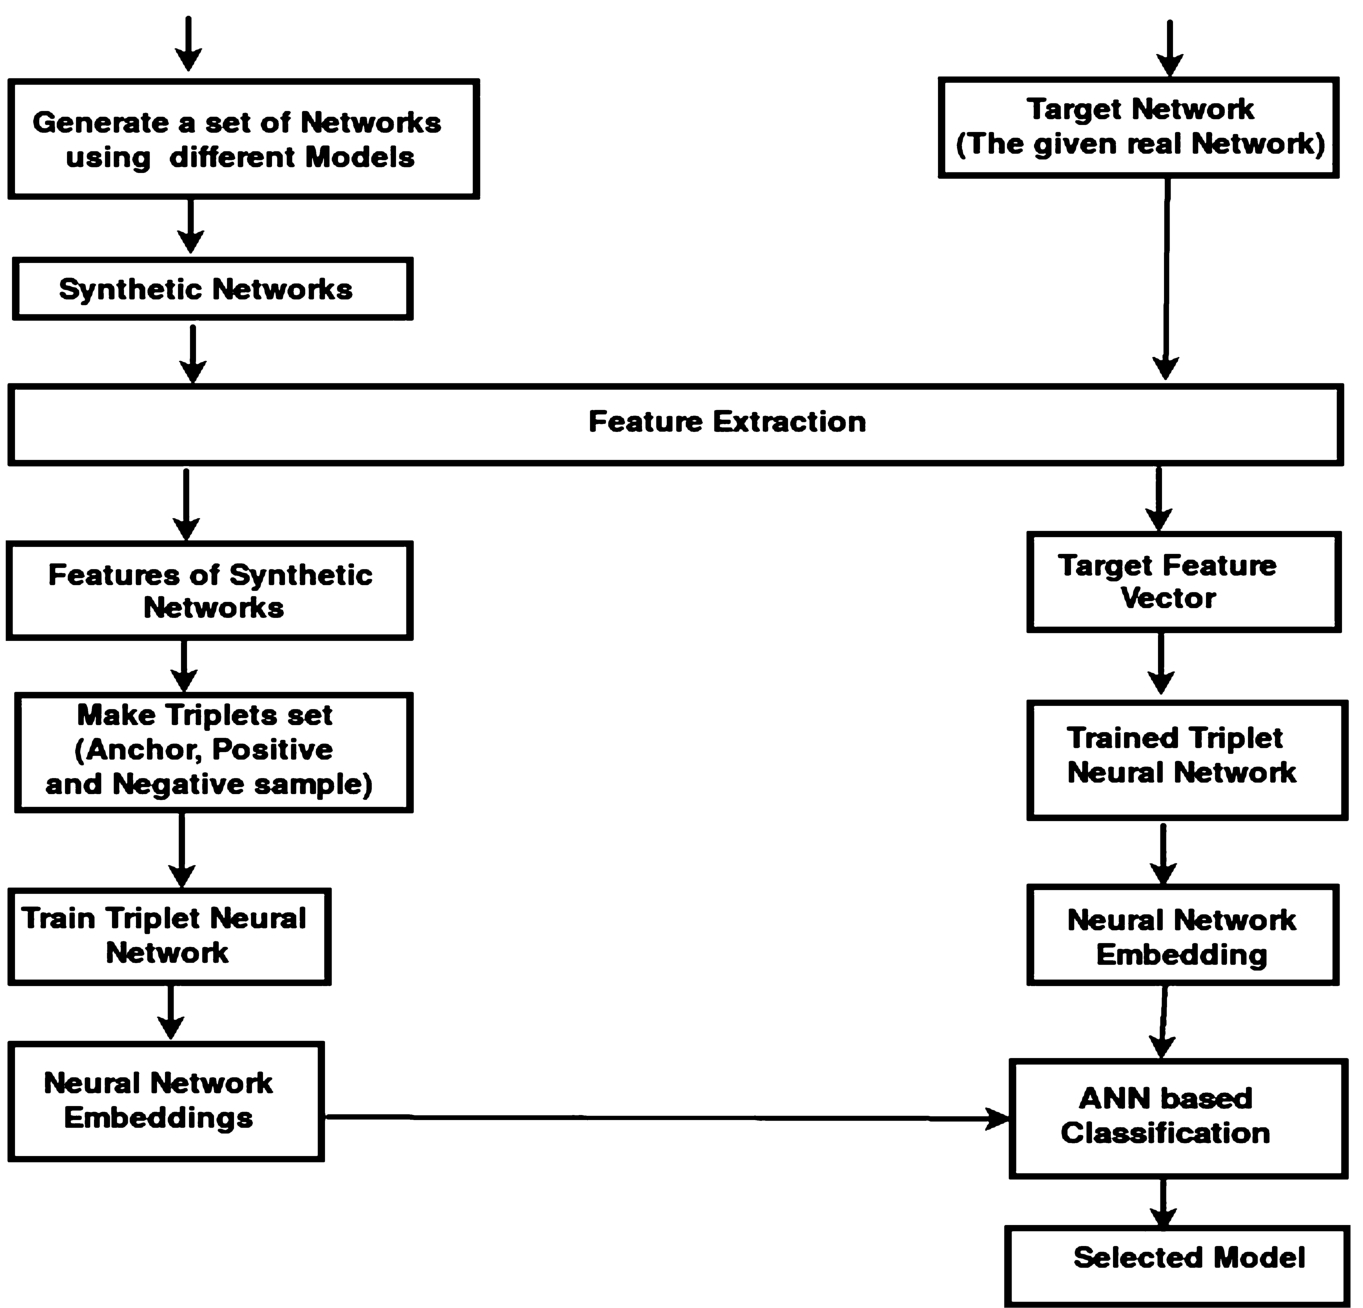 Generate a set of Networks
using different Models
Target Network
(The given real Network)
Synthetic Networks
Feature Extraction
Features of Synthetic
Networks
Target Feature
Vector
Make Triplets set
(Anchor, Positive
and Negative sample)
Trained Triplet
Neural Network
Train Triplet Neural
Network
Neural Network
Embedding
Neural Network
Embeddings
ANN based
Classification
Selected Model